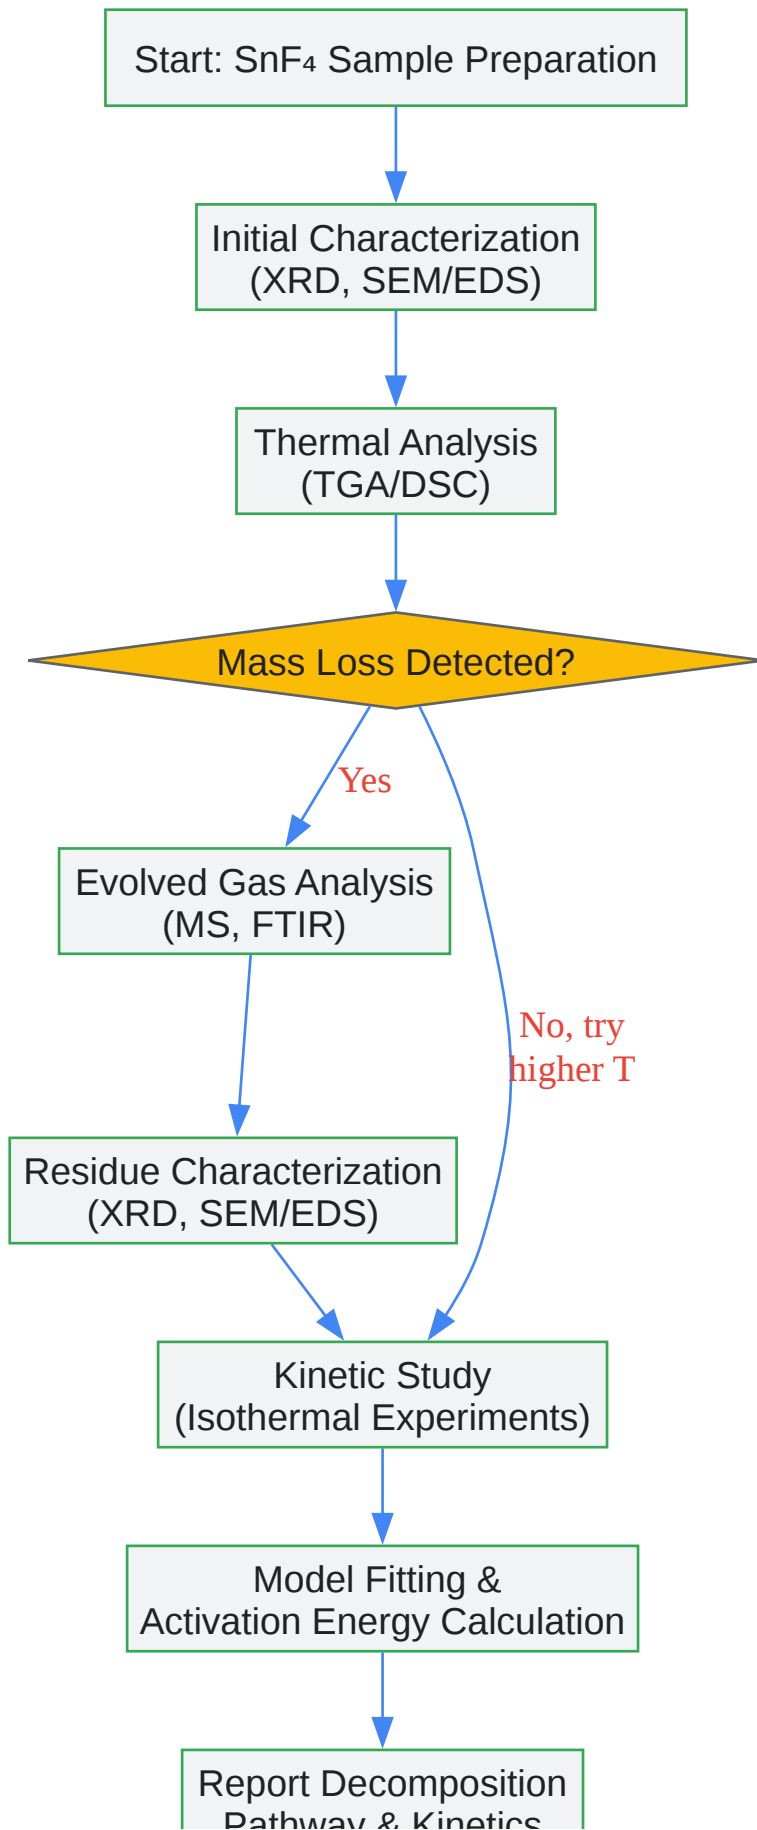 Start: SnF₄ Sample Preparation
Initial Characterization
(XRD, SEM/EDS)
Thermal Analysis
(TGA/DSC)
Mass Loss Detected?
Yes
Evolved Gas Analysis
(MS, FTIR)
No, try
higher T
Residue Characterization
(XRD, SEM/EDS)
Kinetic Study
(Isothermal Experiments)
Model Fitting &
Activation Energy Calculation
Report Decomposition
Pathway & Kinetics